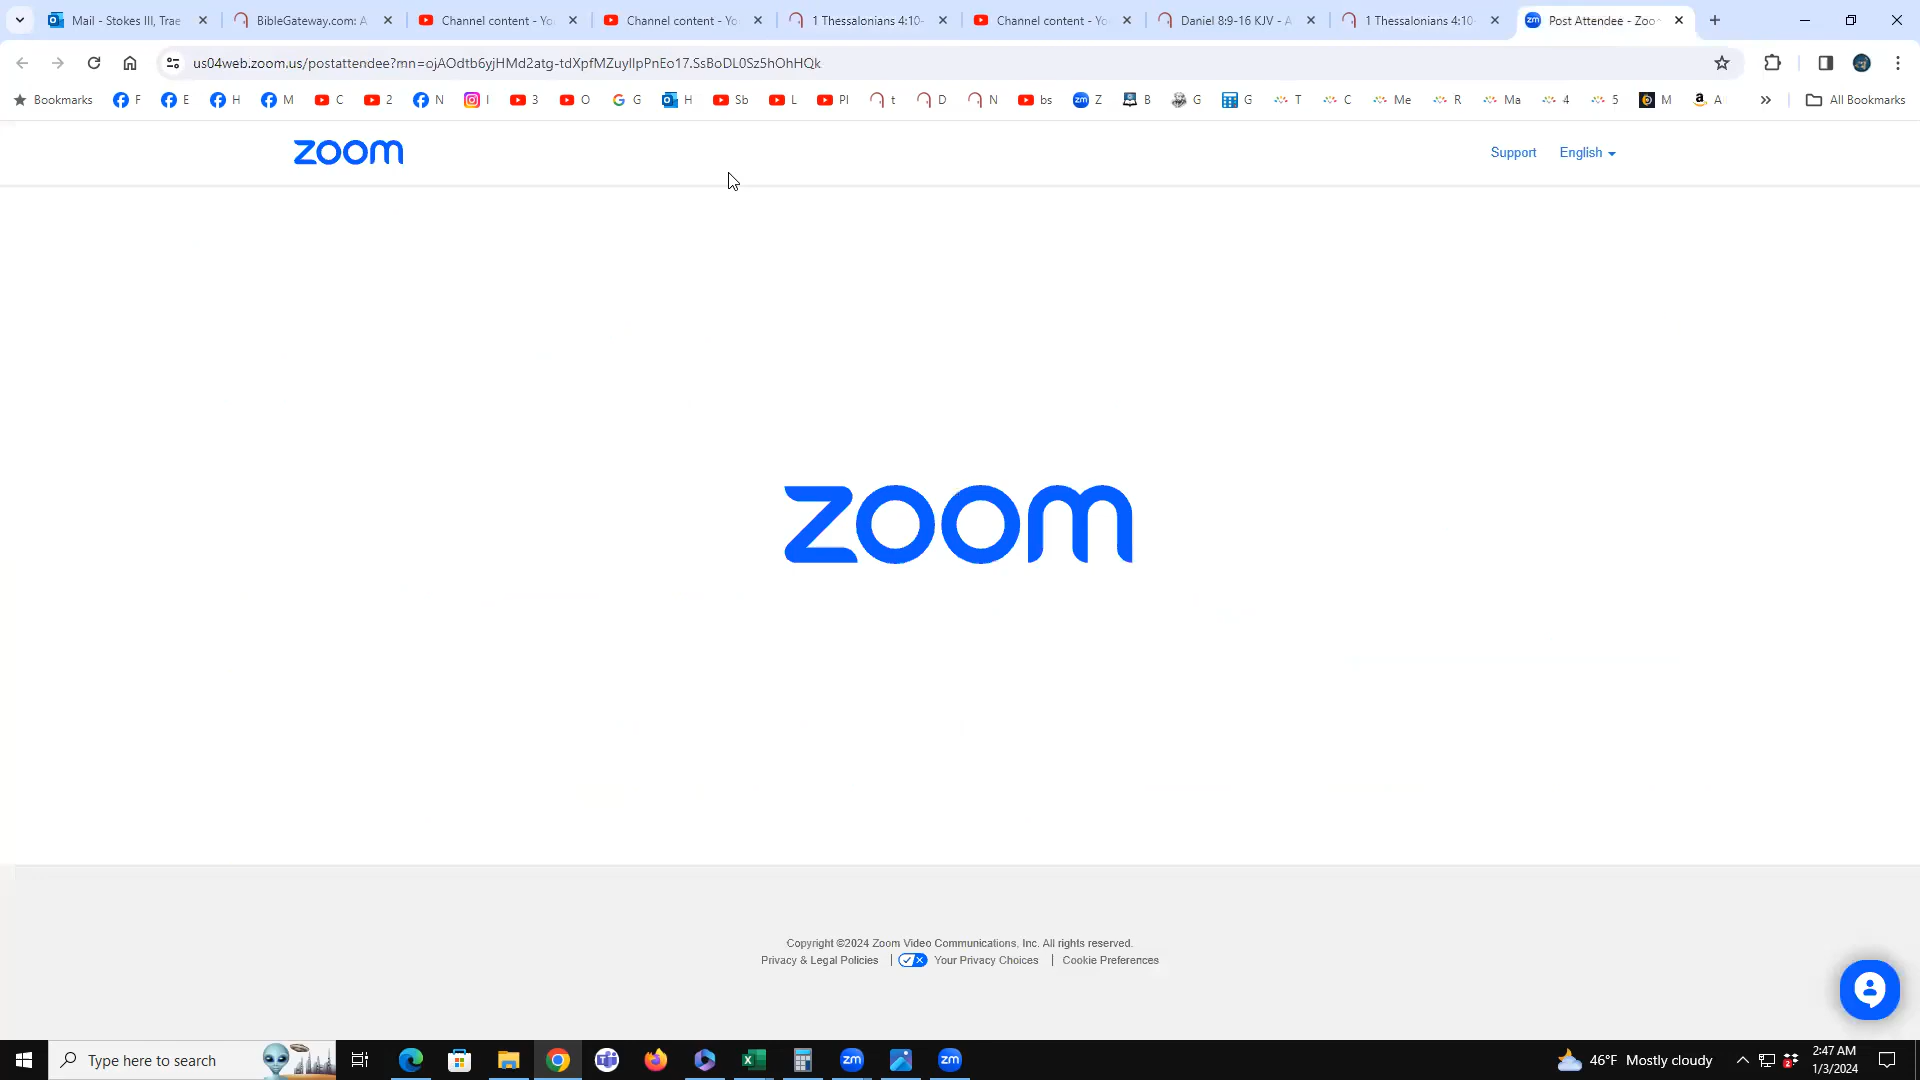 Mail - Stokes III, Trae
BibleGateway.com: A
Channel content - Yo
Channel content - Yo
1 Thessalonians 4:10-
Channel content - Yo
Daniel 8:9-16 KJV - A
1 Thessalonians 4:10-
Post Attendee - Zoo
us04web.zoom.us/postattendee?mn=ojAOdtb6yjHMd2atg-tdXpfMZuyIlpPnEo17.SsBoDL0Sz5hOhHQk
Bookmarks F E H M C 2 N I 3 O G H Sb L Pl t D N bs Z B G G T C Me R Ma 4 5 M A » All Bookmarks
zoom
Support English
zoom
Copyright ©2024 Zoom Video Communications, Inc. All rights reserved.
Privacy & Legal Policies | Your Privacy Choices | Cookie Preferences
Type here to search
46°F Mostly cloudy
2:47 AM
1/3/2024